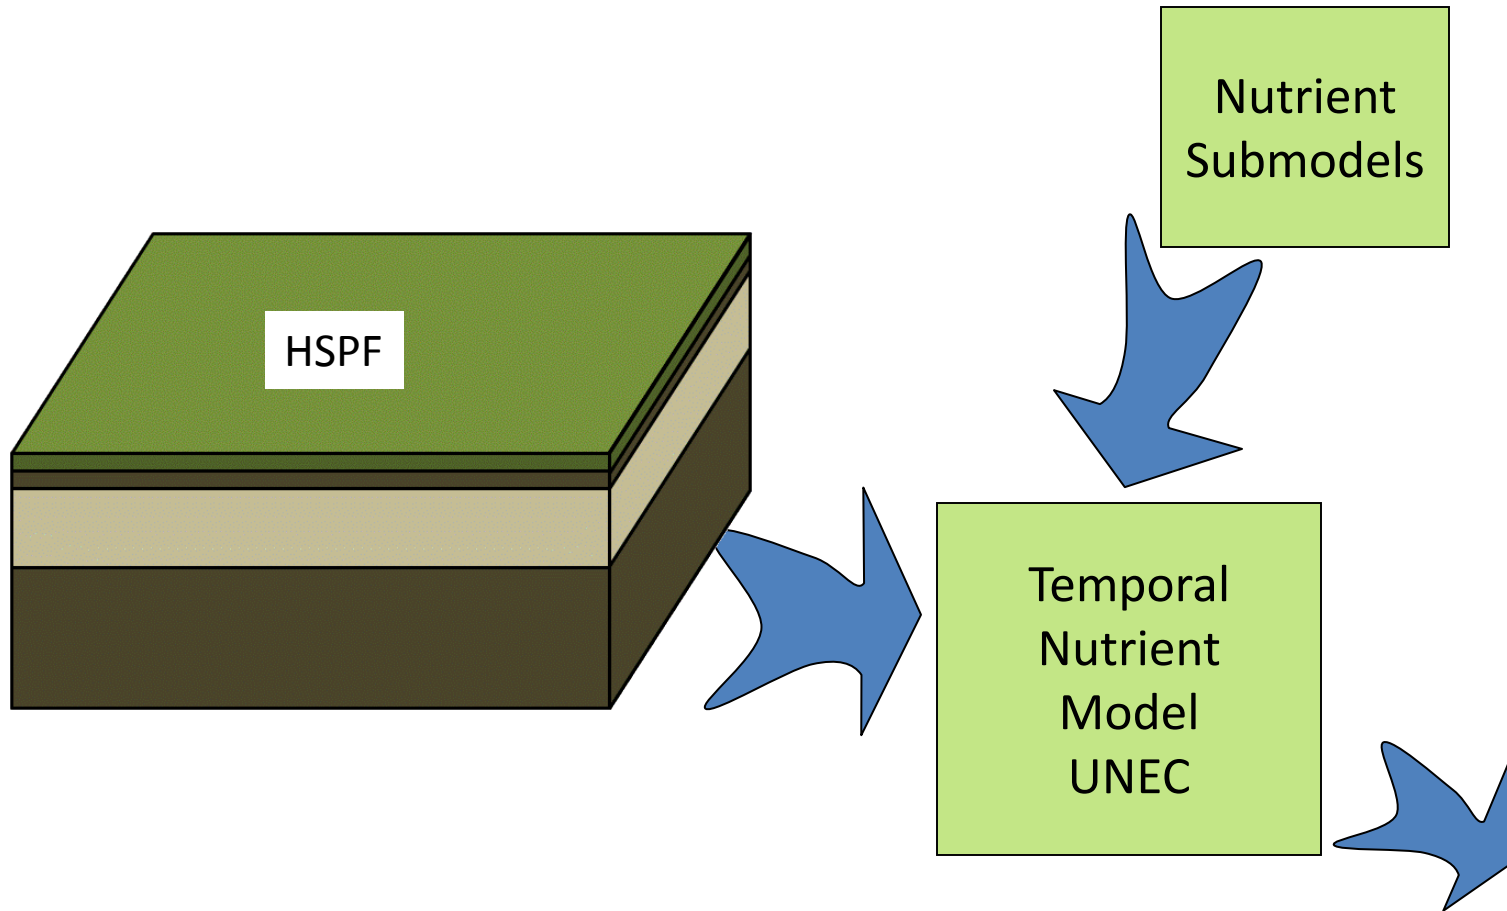 Nutrient
Submodels
HSPF
Temporal
Nutrient
Model
UNEC